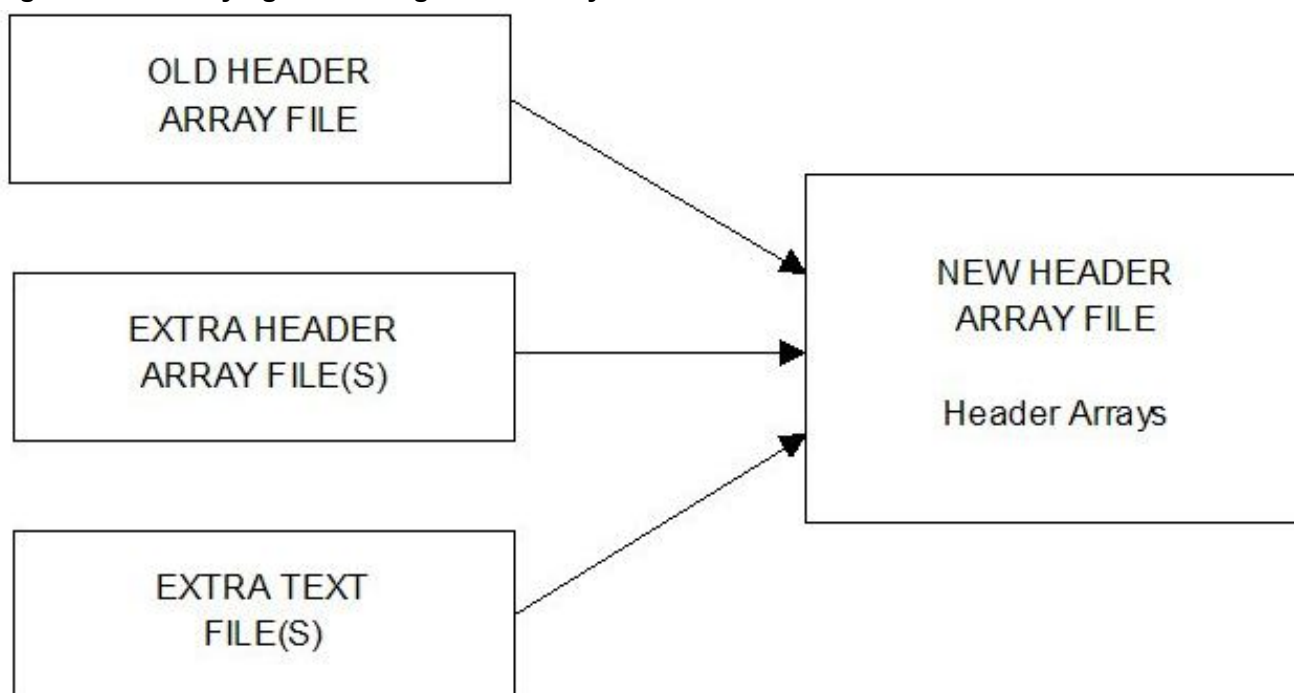 OLD HEADER
ARRAY FILE
EXTRA HEADER
ARRAY FILE(S)
EXTRA TEXT
FILE(S)
NEW HEADER
ARRAY FILE
Header Arrays